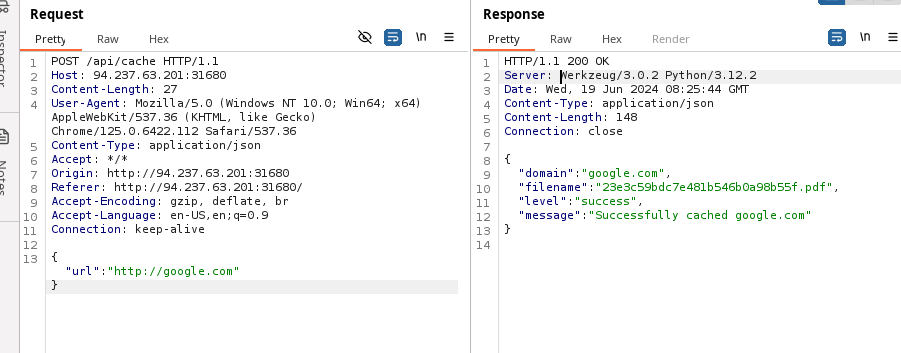 Inspector
Notes
Request
Pretty Raw Hex
\n
1 POST /api/cache HTTP/1.1
2 Host: 94.237.63.201:31680
3 Content-Length: 27
4 User-Agent: Mozilla/5.0 (Windows NT 10.0; Win64; x64)
AppleWebKit/537.36 (KHTML, like Gecko)
Chrome/125.0.6422.112 Safari/537.36
5 Content-Type: application/json
6 Accept: */*
7 Origin: http://94.237.63.201:31680
8 Referer: http://94.237.63.201:31680/
9 Accept-Encoding: gzip, deflate, br
10 Accept-Language: en-US,en;q=0.9
11 Connection: keep-alive
12
13 {
"url":"http://google.com"
}
Response
Pretty Raw Hex Render
\n
1 HTTP/1.1 200 OK
2 Server: Werkzeug/3.0.2 Python/3.12.2
3 Date: Wed, 19 Jun 2024 08:25:44 GMT
4 Content-Type: application/json
5 Content-Length: 148
6 Connection: close
7
8 {
9 "domain":"google.com",
10 "filename":"23e3c59bdc7e481b546b0a98b55f.pdf",
11 "level":"success",
12 "message":"Successfully cached google.com"
13 }
14